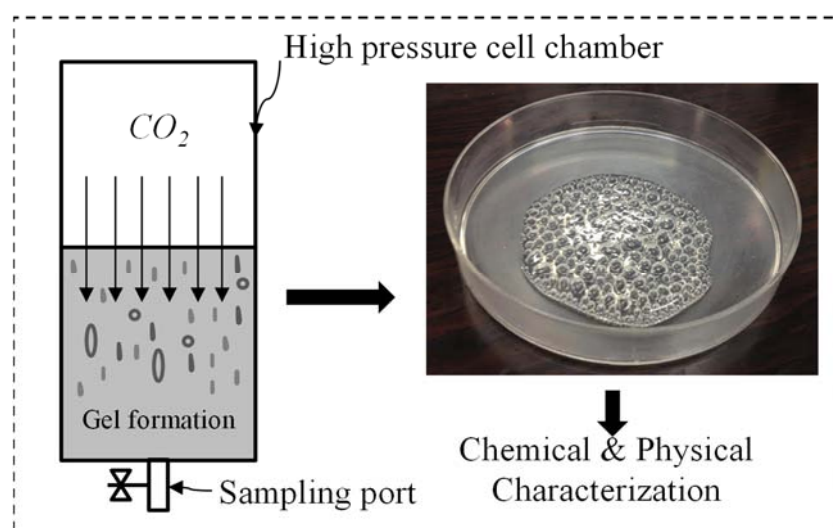 High pressure cell chamber
CO₂
Gel formation
Sampling port
Chemical & Physical
Characterization